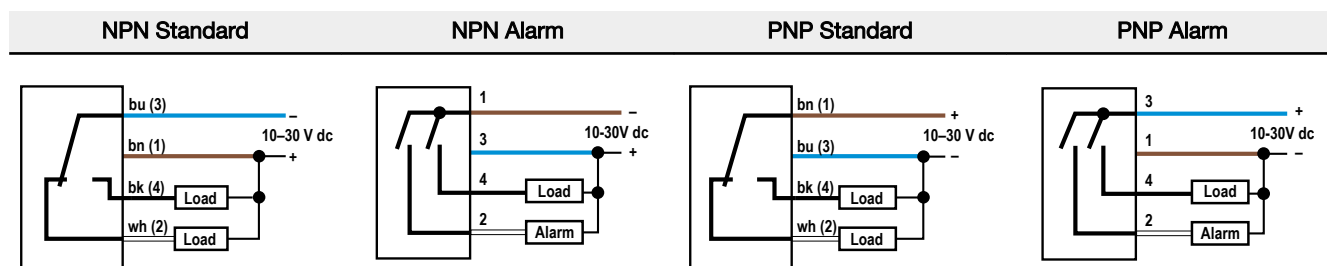 NPN Standard
NPN Alarm
PNP Standard
PNP Alarm
bu (3)
–
10–30 V dc
bn (1)
+
bk (4)
Load
wh (2)
Load
1
–
10-30V dc
3
+
4
Load
2
Alarm
bn (1)
+
10–30 V dc
bu (3)
–
bk (4)
Load
wh (2)
Load
3
+
10-30V dc
1
–
4
Load
2
Alarm